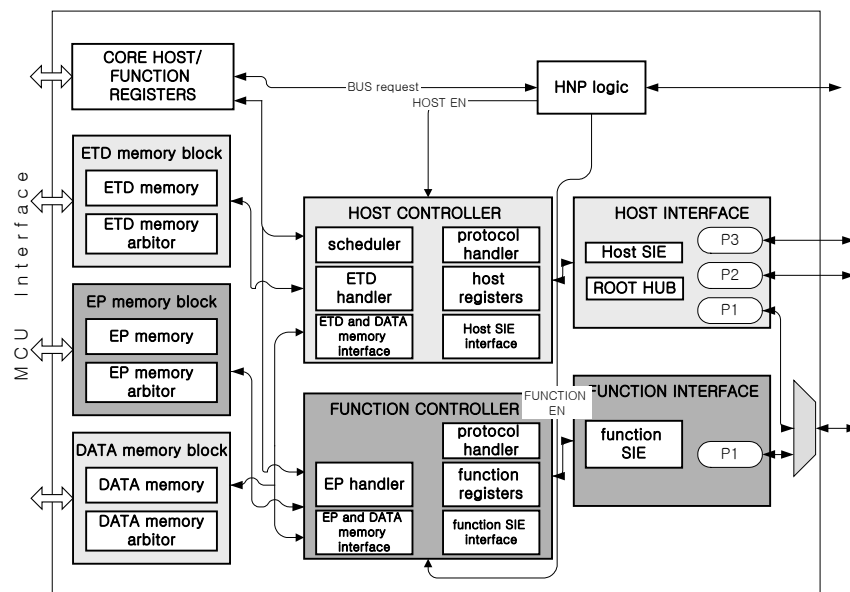 MCU Interface
CORE HOST/
FUNCTION
REGISTERS
BUS request
HOST EN
HNP logic
ETD memory block
ETD memory
ETD memory
arbitor
EP memory block
EP memory
EP memory
arbitor
DATA memory block
DATA memory
DATA memory
arbitor
HOST CONTROLLER
scheduler
protocol
handler
ETD
handler
host
registers
ETD and DATA
memory
interface
Host SIE
interface
HOST INTERFACE
Host SIE
ROOT HUB
P3
P2
P1
FUNCTION CONTROLLER
protocol
handler
EP handler
function
registers
EP and DATA
memory
interface
function SIE
interface
FUNCTION
EN
FUNCTION INTERFACE
function
SIE
P1